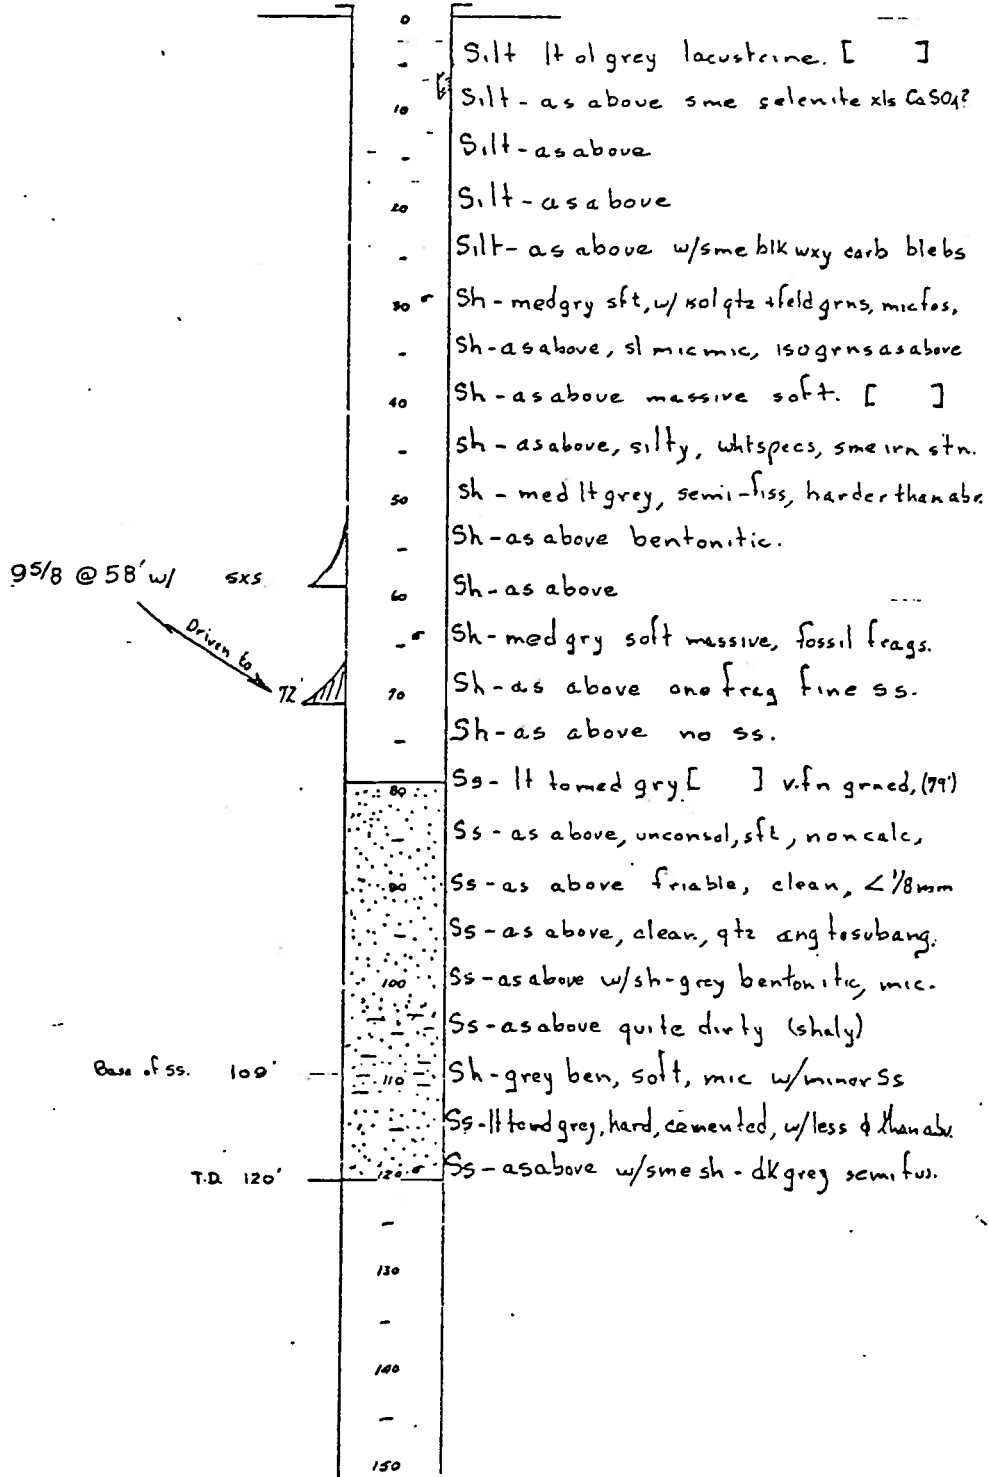 0
Silt lt ol grey lacusteine. [ ]
10 Silt - as above sme selenite xls CaSO4?
Silt - as above
20 Silt - as above
Silt - as above w/sme blk wxy carb blebs
30 Sh - medgry sft, w/ isol qtz + feld grns, micfos,
Sh - as above, sl micmic, iso grns as above
40 Sh - as above massive soft. [ ]
Sh - as above, silty, whtspecs, sme irn stn.
50 Sh - med lt grey, semi-fiss, harder than abv.
Sh - as above bentonitic.
9 5/8 @ 58' w/ sxs
60 Sh - as above
Driven to
Sh - med gry soft massive, fossil frags.
72' 70 Sh - as above one frag fine ss.
Sh - as above no ss.
80 Ss - lt to med gry [ ] v.fn grned, (79')
Ss - as above, unconsol, sft, noncalc,
90 Ss - as above friable, clean, < 1/8 mm
Ss - as above, clean, qtz ang to subang.
100 Ss - as above w/sh - grey bentonitic, mic.
Ss - as above quite dirty (shaly)
Base of Ss. 109' 110 Sh - grey ben, soft, mic w/minor Ss
Ss - lt to md grey, hard, cemented, w/less ϕ than abv.
T.D. 120' 120 Ss - as above w/sme sh - dk grey semi
130
140
150